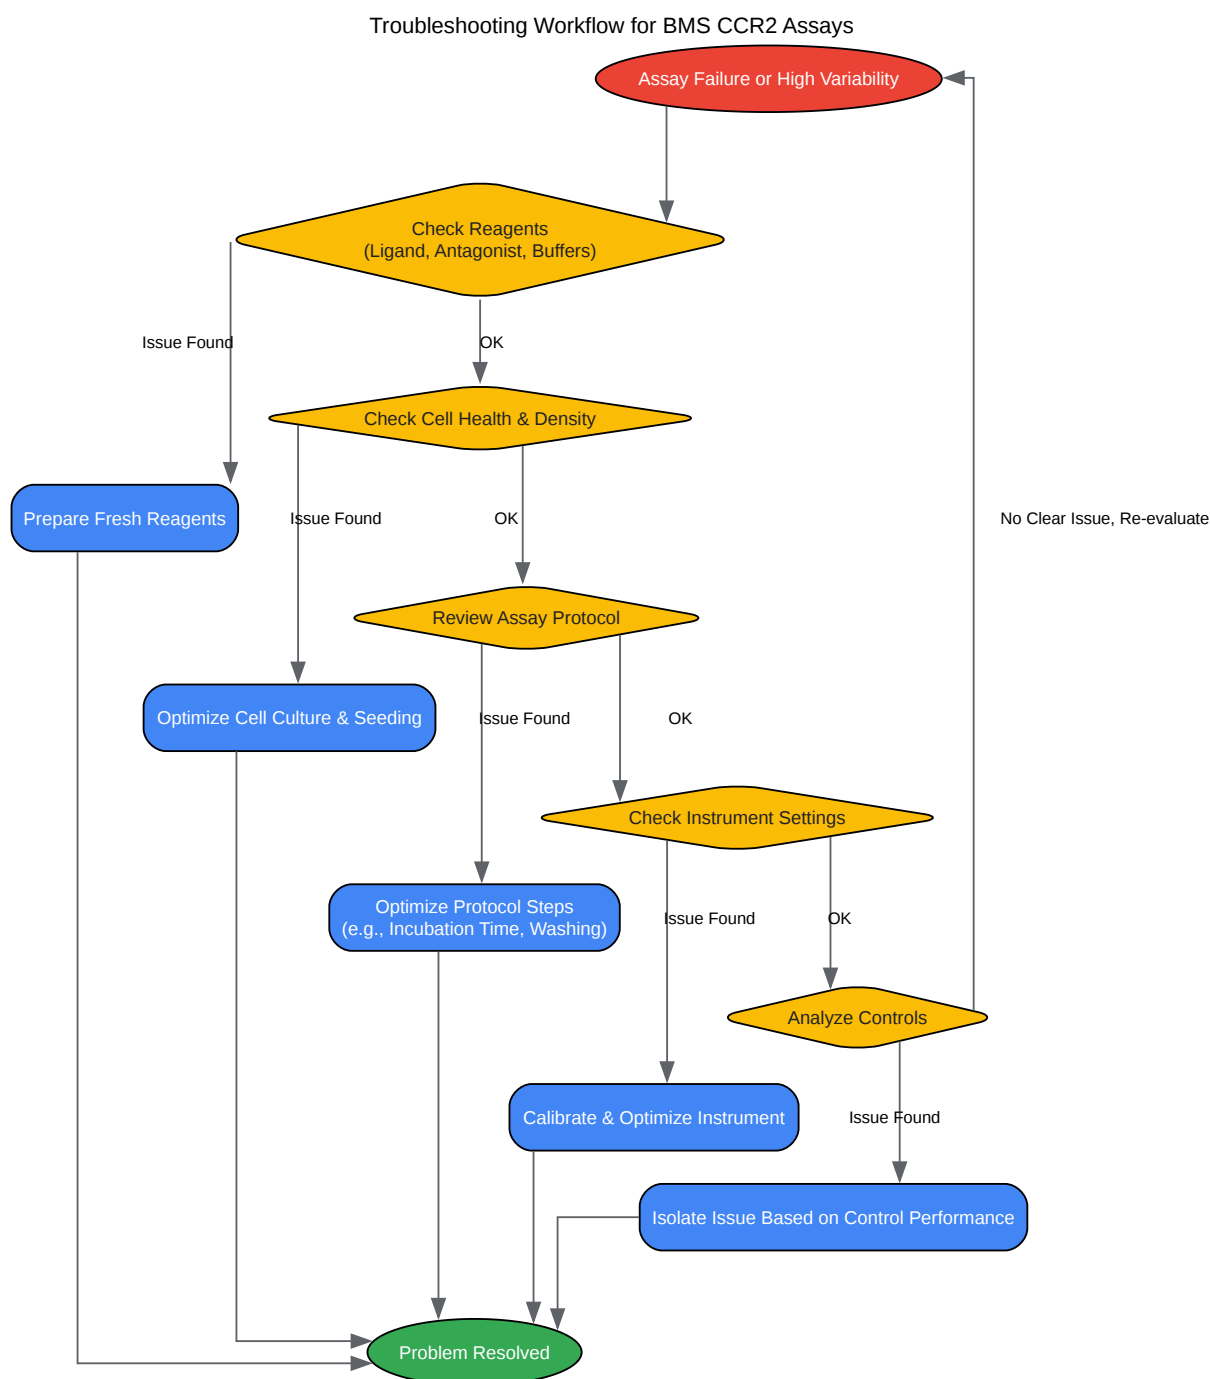 Troubleshooting Workflow for BMS CCR2 Assays
Assay Failure or High Variability
Check Reagents
(Ligand, Antagonist, Buffers)
Issue Found
OK
Check Cell Health & Density
Prepare Fresh Reagents
Issue Found
OK
No Clear Issue, Re-evaluate
Review Assay Protocol
Optimize Cell Culture & Seeding
Issue Found
OK
Check Instrument Settings
Optimize Protocol Steps
(e.g., Incubation Time, Washing)
Issue Found
OK
Analyze Controls
Calibrate & Optimize Instrument
Issue Found
Isolate Issue Based on Control Performance
Problem Resolved